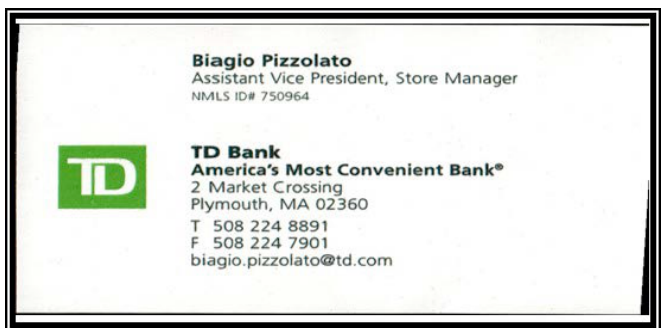 Biagio Pizzolato
Assistant Vice President, Store Manager
NMLS ID# 750964
TD
TD Bank
America's Most Convenient Bank®
2 Market Crossing
Plymouth, MA 02360
T 508 224 8891
F 508 224 7901
biagio.pizzolato@td.com